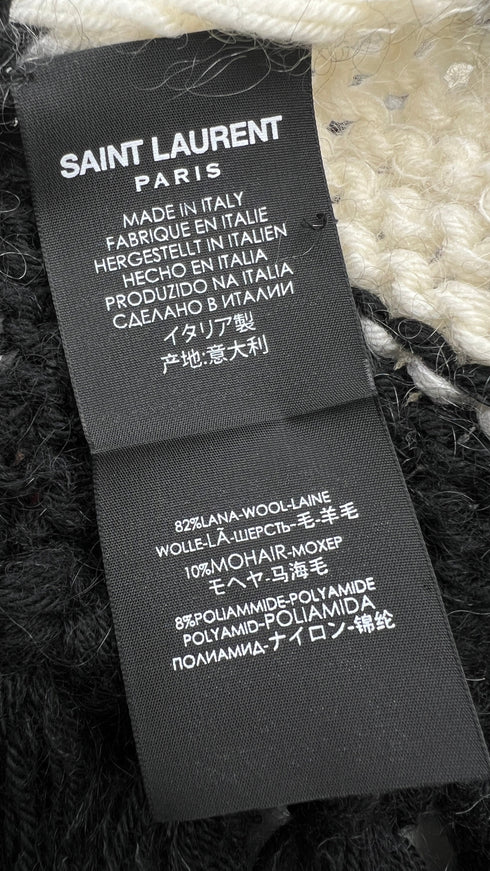 SAINT LAURENT
PARIS
MADE IN ITALY
FABRIQUE EN ITALIE
HERGESTELLT IN ITALIEN
HECHO EN ITALIA
PRODUZIDO NA ITALIA
СДЕЛАНО В ИТАЛИИ
イタリア製
产地:意大利
82%LANA-WOOL-LAINE
WOLLE-LÃ-ШЕРСТЬ-毛-羊毛
10%MOHAIR-МОХЕР
モヘヤ-马海毛
8%POLIAMMIDE-POLYAMIDE
POLYAMID-POLIAMIDA
ПОЛИАМИД-ナイロン-锦纶